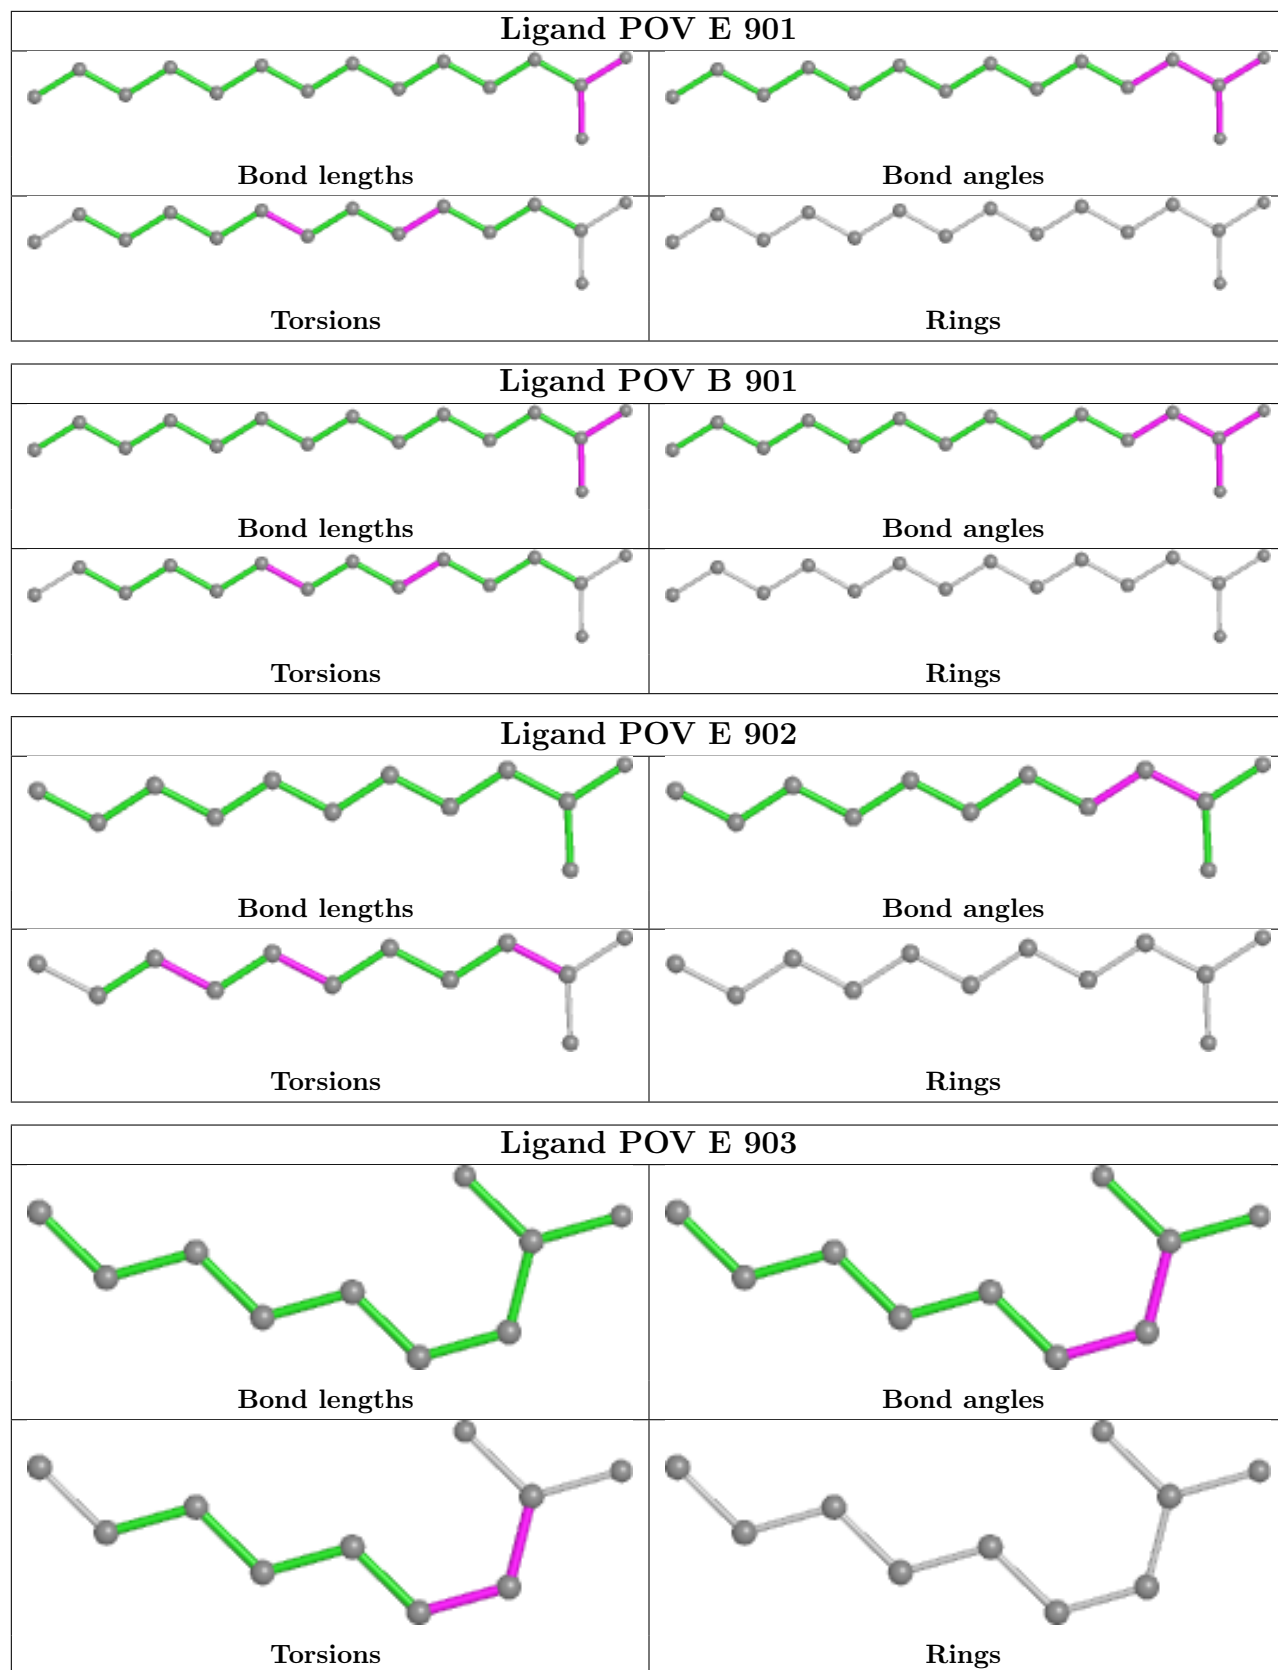 Ligand POV E 901
Bond lengths
Bond angles
Torsions
Rings
Ligand POV B 901
Bond lengths
Bond angles
Torsions
Rings
Ligand POV E 902
Bond lengths
Bond angles
Torsions
Rings
Ligand POV E 903
Bond lengths
Bond angles
Torsions
Rings